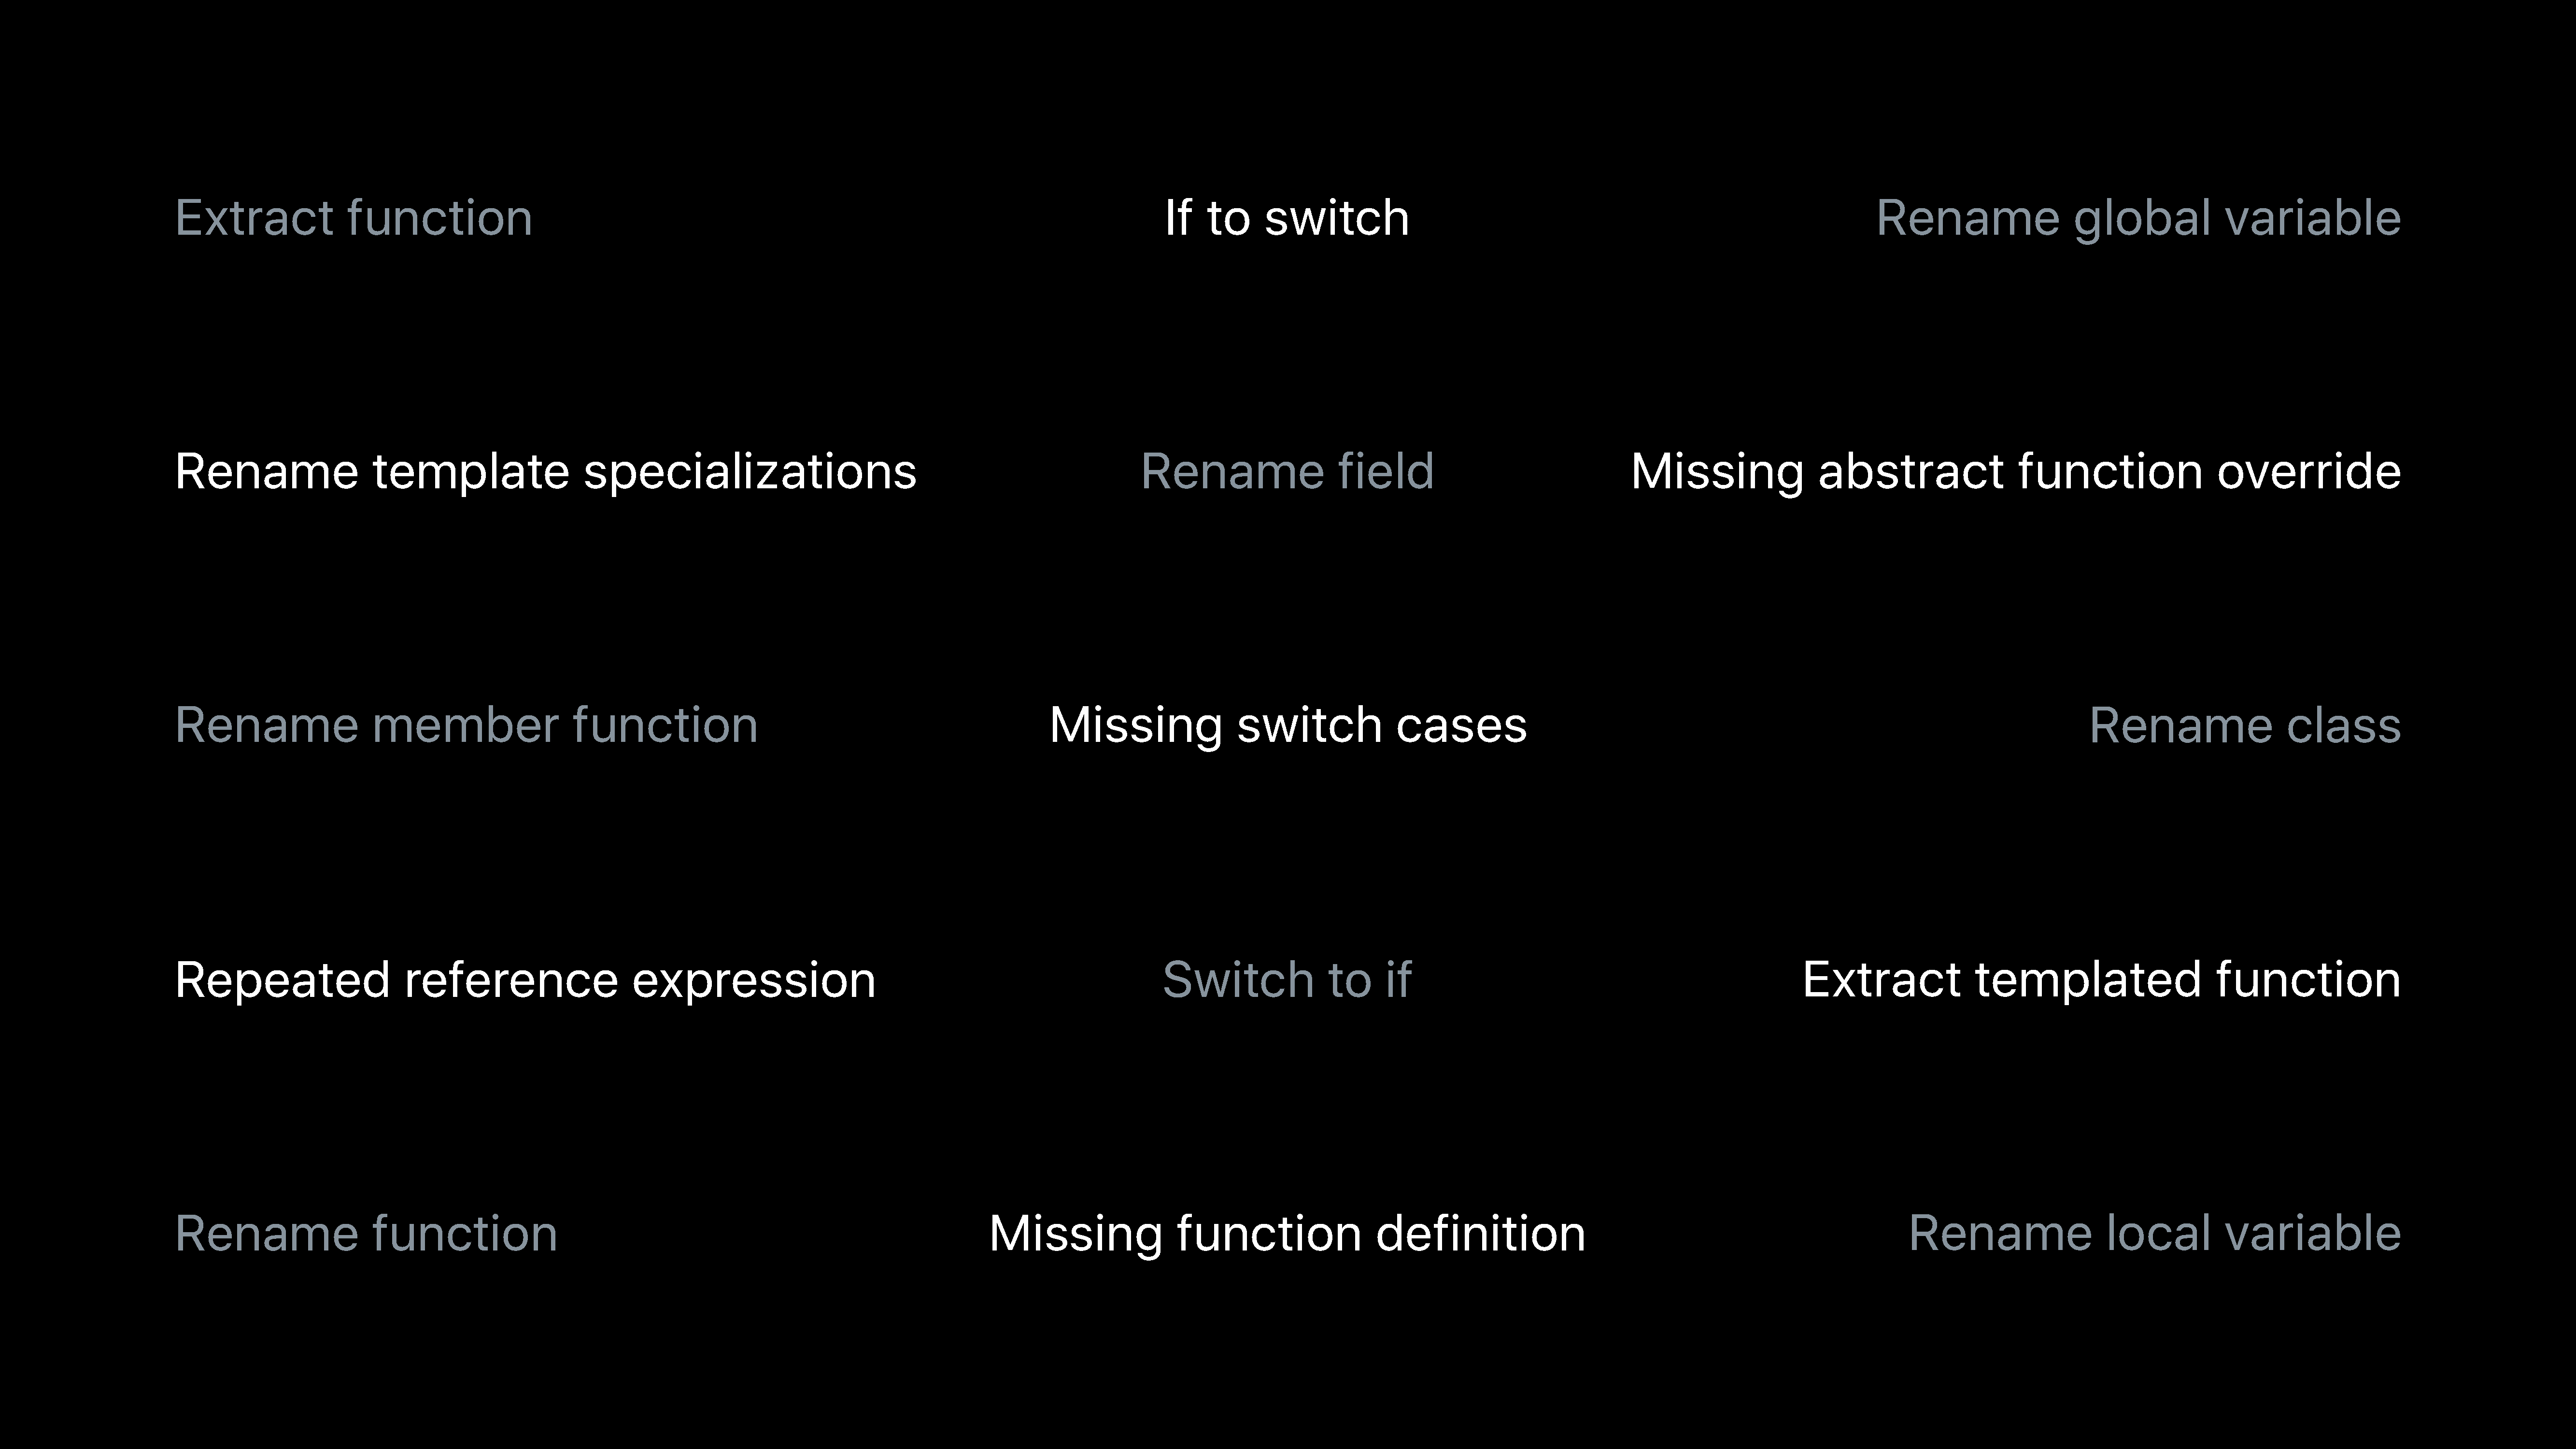 Extract function
If to switch
Rename global variable
Rename template specializations
Rename field
Missing abstract function override
Rename member function
Missing switch cases
Rename class
Repeated reference expression
Switch to if
Extract templated function
Rename function
Missing function definition
Rename local variable